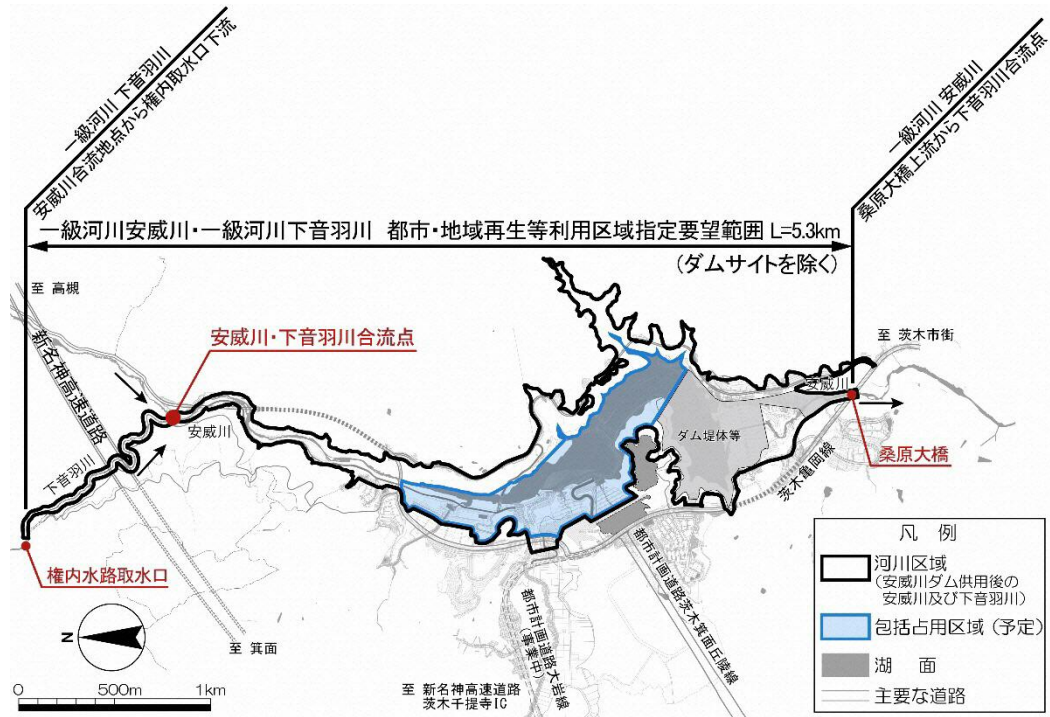 一級河川 下音羽川
安威川合流地点から権内取水口下流
一級河川 安威川
桑原大橋上流から下音羽川合流点
一級河川安威川・一級河川下音羽川 都市・地域再生等利用区域指定要望範囲 L=5.3km
(ダムサイトを除く)
至 高槻
新名神高速道路
安威川・下音羽川合流点
安威川
下音羽川
権内水路取水口
至 箕面
至 茨木市街
安威川
ダム堤体等
桑原大橋
茨木亀岡線
都市計画道路茨木箕面丘陵線
都市計画道路大岩線
(事業中)
至 新名神高速道路
茨木千提寺IC
N
0 500m 1km
凡 例
河川区域
(安威川ダム供用後の
安威川及び下音羽川)
包括占用区域 (予定)
湖 面
主要な道路